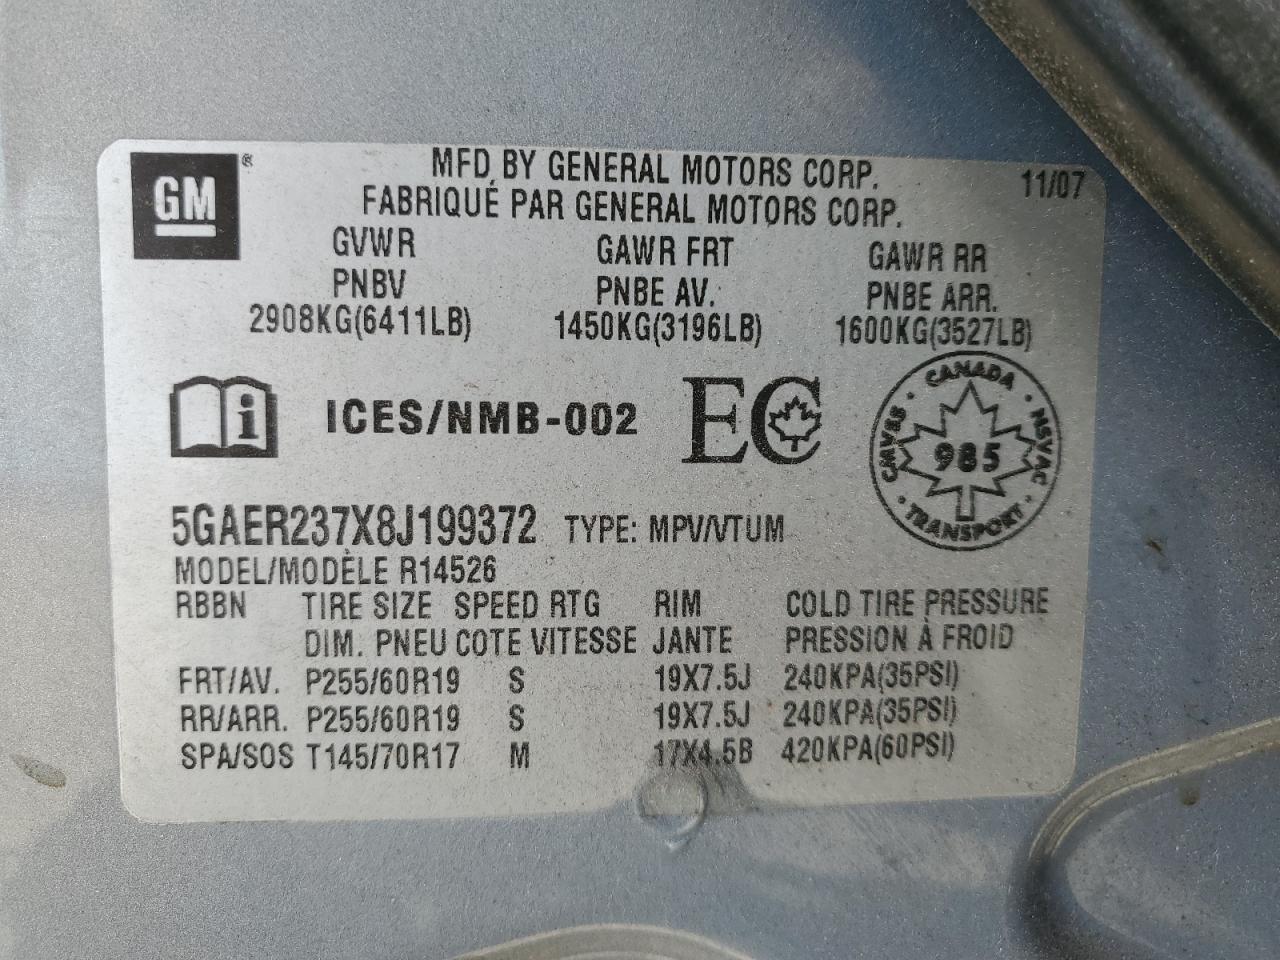 GM® MFD. BY GENERAL MOTORS CORP. 11/07
FABRIQUÉ PAR GENERAL MOTORS CORP.
GVWR GAWR FRT GAWR RR
PNBV PNBE AV. PNBE ARR.
2908KG(6411LB) 1450KG(3196LB) 1600KG(3527LB)
i ICES/NMB-002 EC CANADA CMVSS NSVAC 985 TRANSPORT
5GAER237X8J199372 TYPE: MPV/VTUM
MODEL/MODÈLE R14526
RBBN TIRE SIZE SPEED RTG RIM COLD TIRE PRESSURE
DIM. PNEU COTE VITESSE JANTE PRESSION À FROID
FRT/AV. P255/60R19 S 19X7.5J 240KPA(35PSI)
RR/ARR. P255/60R19 S 19X7.5J 240KPA(35PSI)
SPA/SOS T145/70R17 M 17X4.5B 420KPA(60PSI)